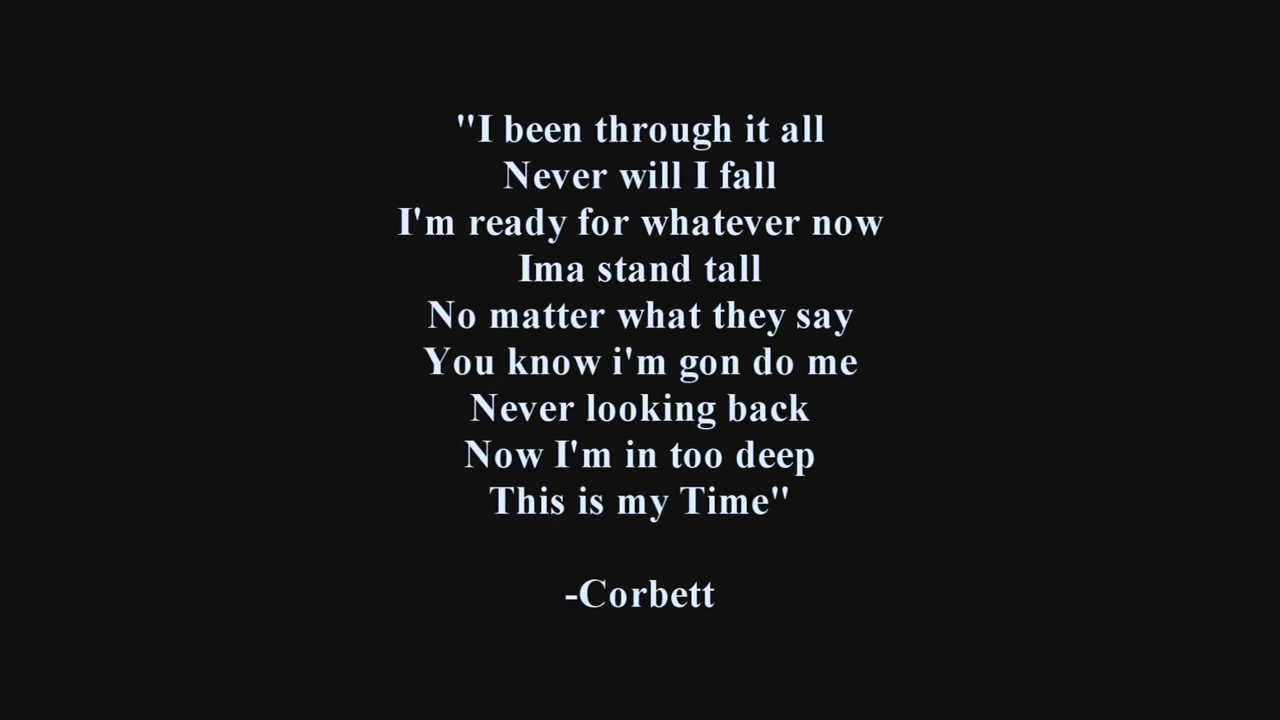 "I been through it all
Never will I fall
I'm ready for whatever now
Ima stand tall
No matter what they say
You know i'm gon do me
Never looking back
Now I'm in too deep
This is my Time"
-Corbett